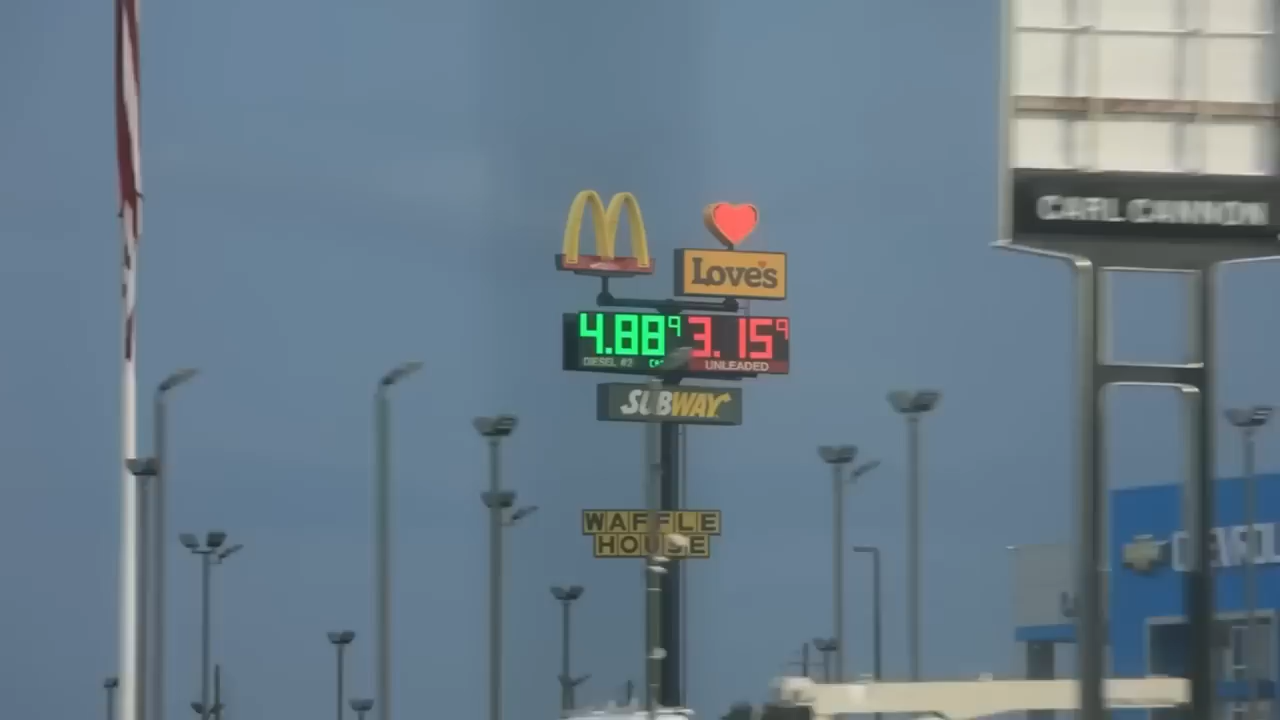 Love's
4.88⁹ 3.15⁹
DIESEL #2 UNLEADED
SUBWAY
WAFFLE
HOUSE
CARL CANNON